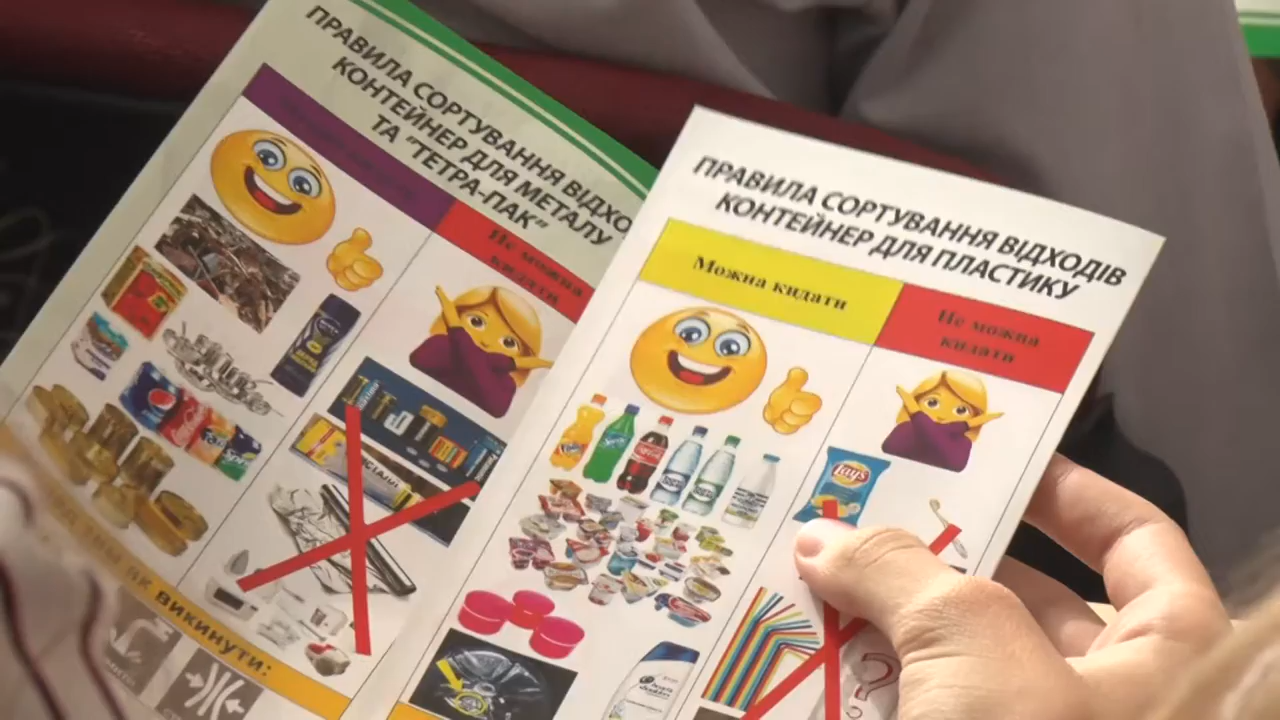 ПРАВИЛА СОРТУВАННЯ ВІДХО
КОНТЕЙНЕР ДЛЯ МЕТАЛУ
ТА "ТЕТРА-ПАК"
Не можна
кидати
ЯК ВИКИНУТИ:
ПРАВИЛА СОРТУВАННЯ ВІДХОДІВ
КОНТЕЙНЕР ДЛЯ ПЛАСТИКУ
Можна кидати
Не можна
кидати
Lay's